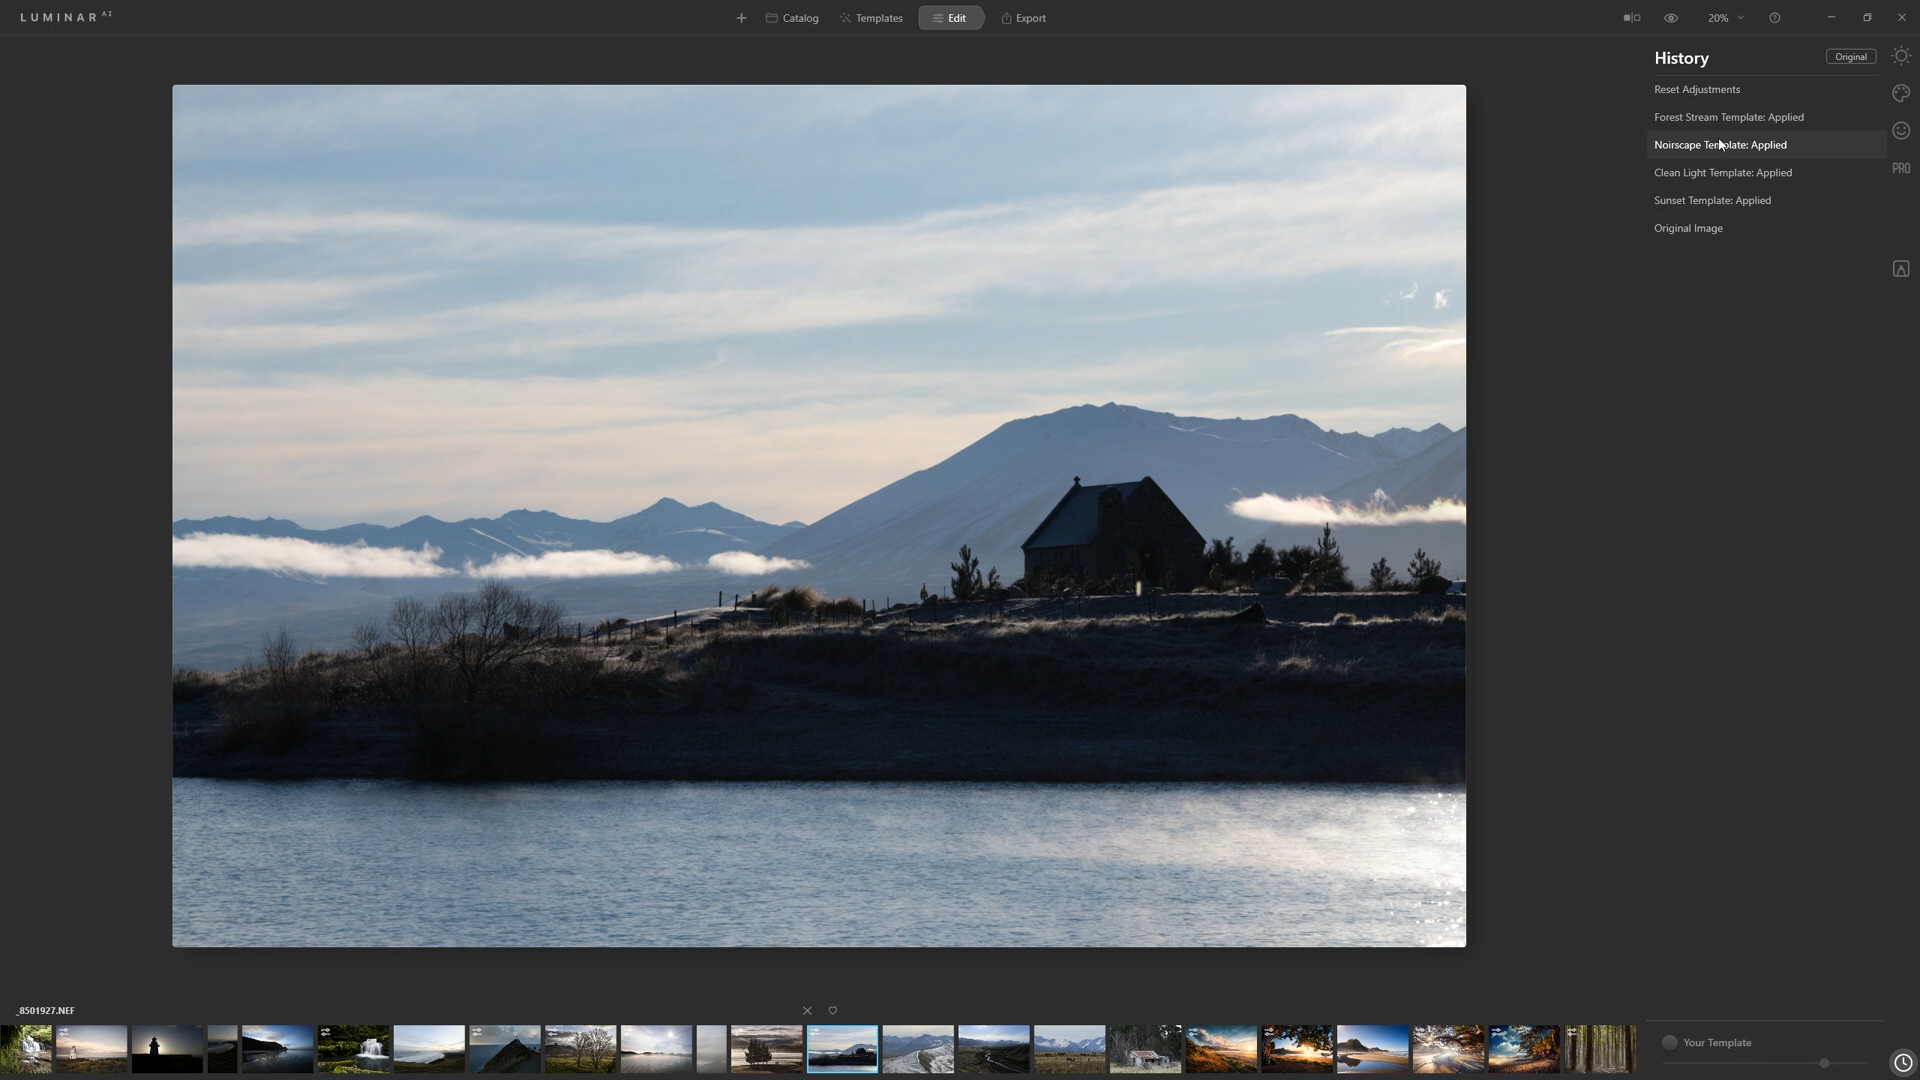 LUMINAR AI
Catalog
Templates
Edit
Export
20%
History
Original
Reset Adjustments
Forest Stream Template: Applied
Noirscape Template: Applied
Clean Light Template: Applied
Sunset Template: Applied
Original Image
PRO
_8501927.NEF
Your Template